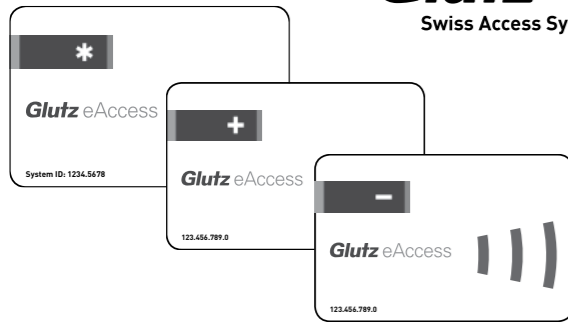 Swiss Access Sy
*
Glutz eAccess
System ID: 1234.5678
+
Glutz eAccess
123.456.789.0
-
Glutz eAccess
123.456.789.0